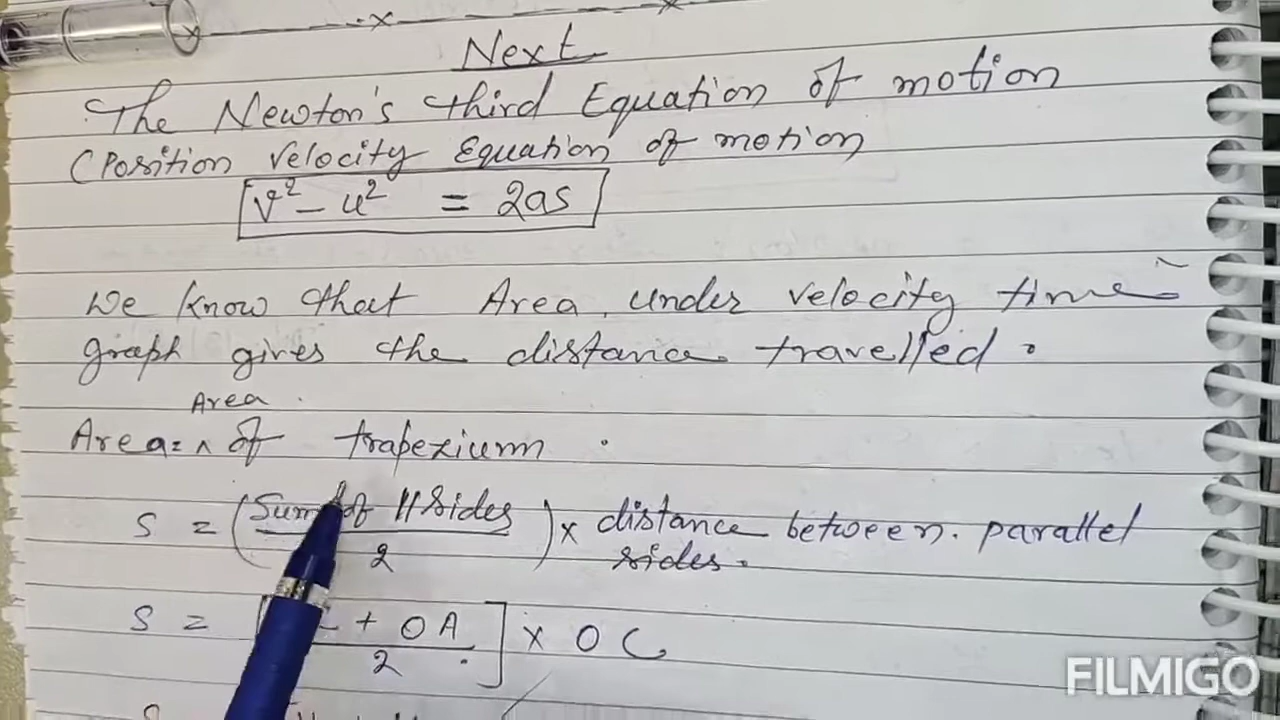 Next
The Newton's third Equation of motion
(Position velocity Equation of motion
v² - u² = 2as
We know that Area under velocity time
graph gives the distance travelled.
Area
Area = ^ of trapexium.
S = (Sum of 11 sides / 2) × distance between parallel
sides.
S = [ + OA / 2] × OC
FILMIGO